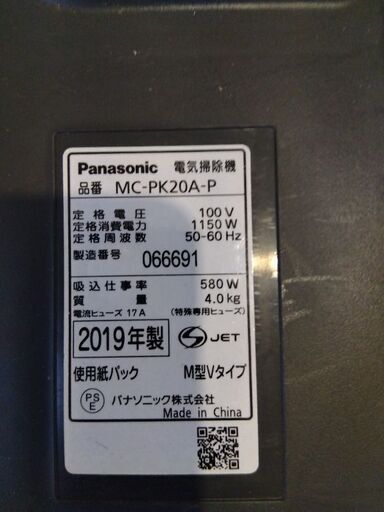 Panasonic 電気掃除機
品番 MC-PK20A-P
定格電圧 100 V
定格消費電力 1150 W
定格周波数 50-60 Hz
製造番号 066691
吸込仕事率 580 W
質量 4.0 kg
電流ヒューズ 17 A (特殊専用ヒューズ)
2019年製 JET
使用紙パック M型Vタイプ
PSE パナソニック株式会社
Made in China